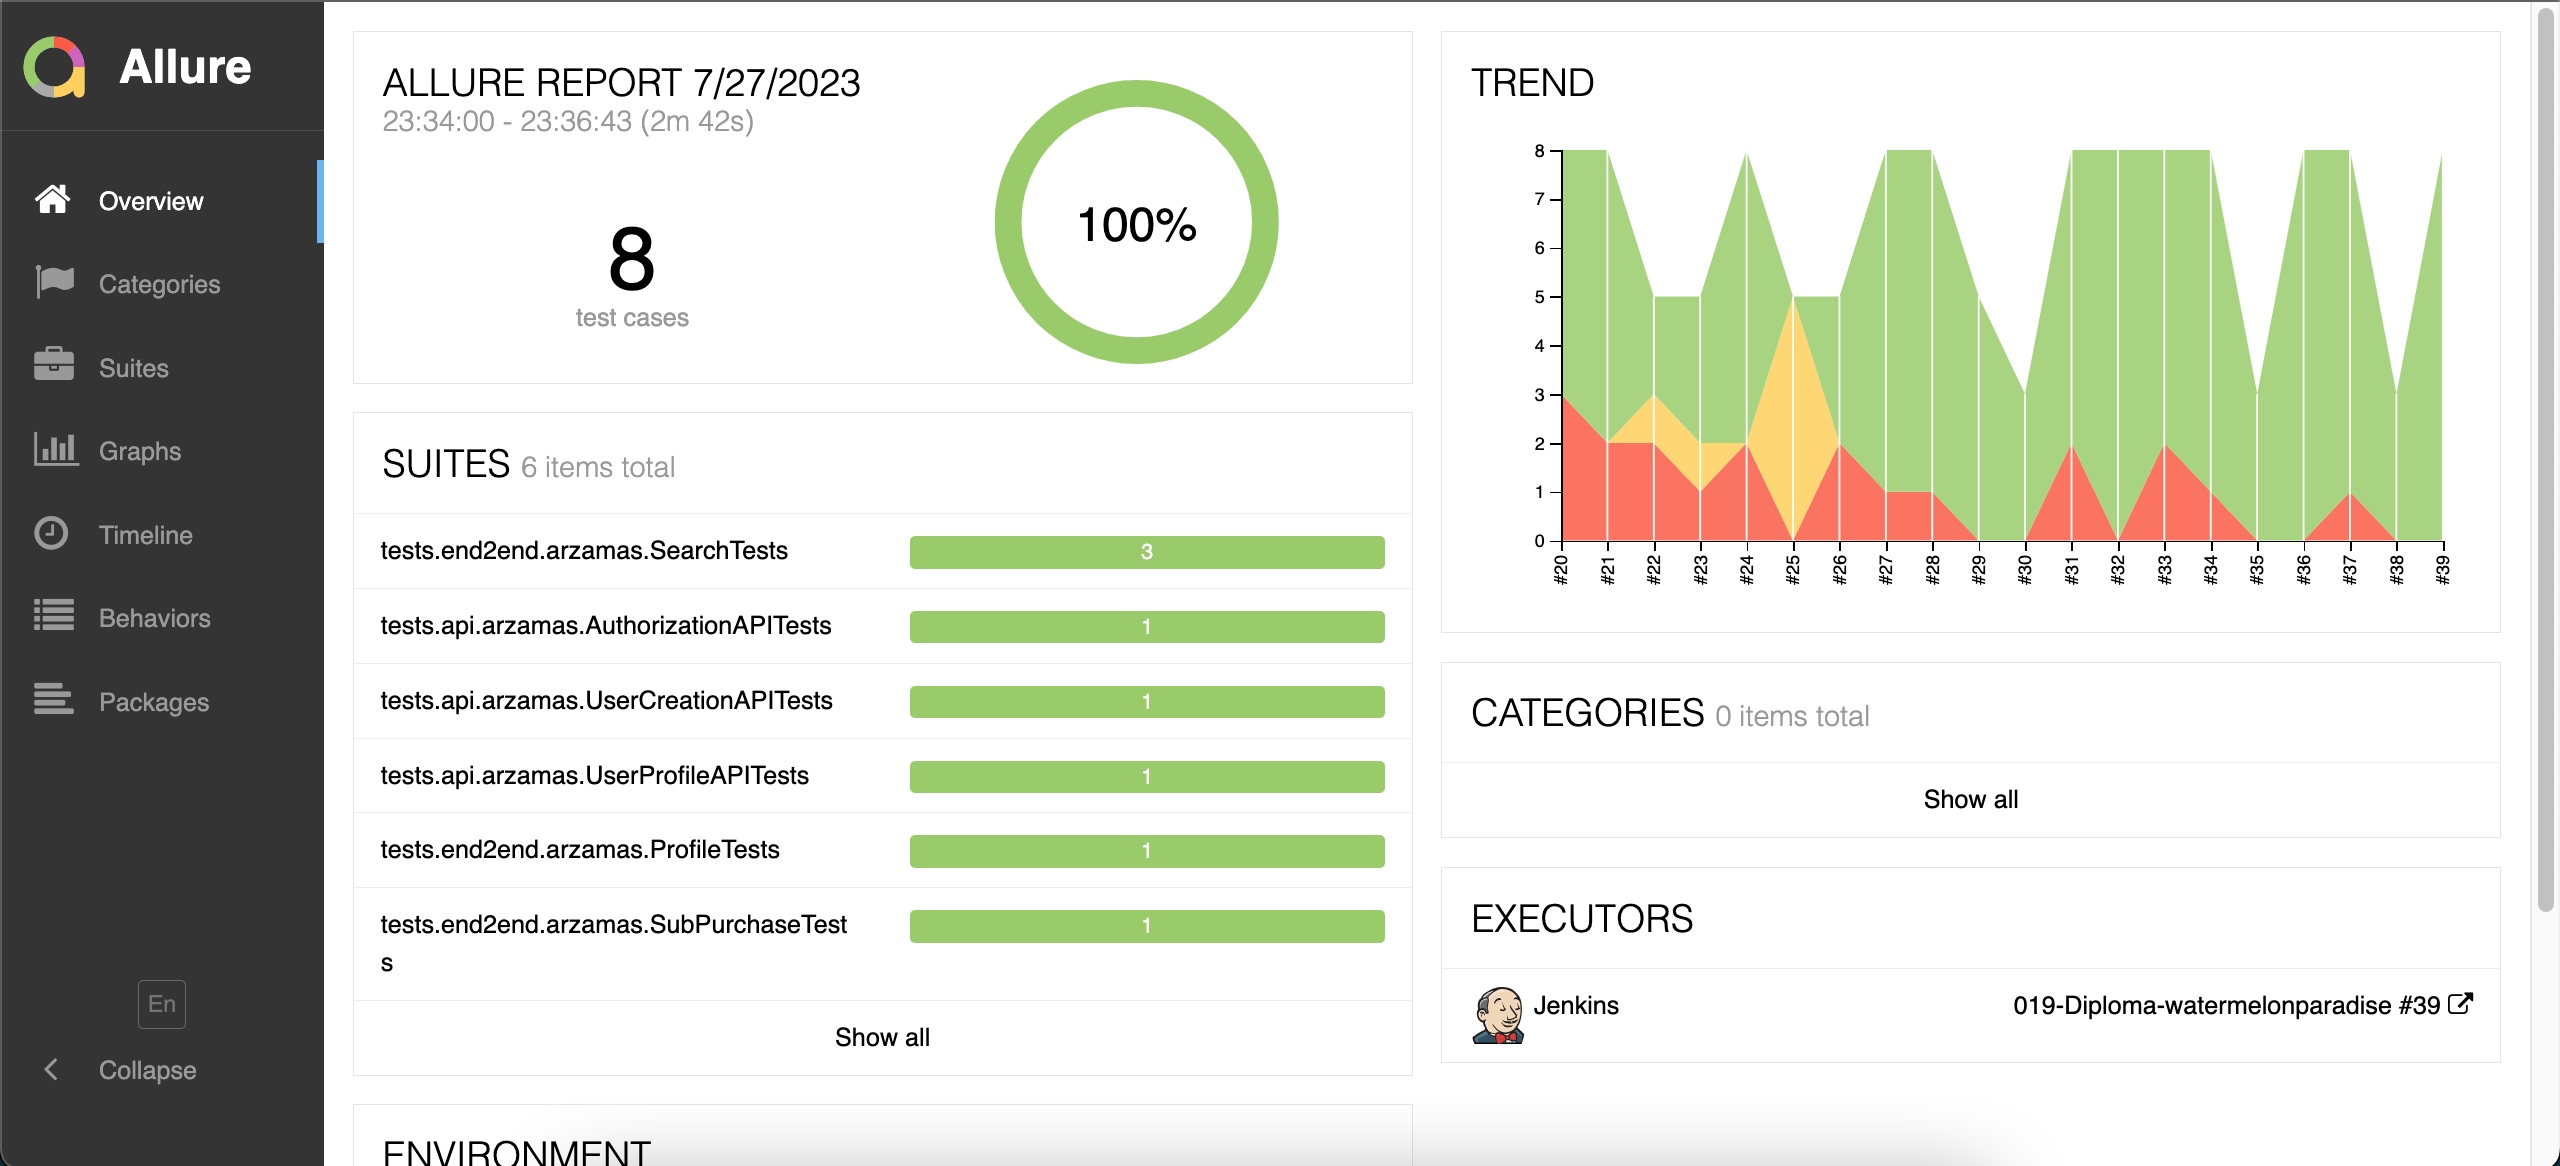 Allure
Overview
Categories
Suites
Graphs
Timeline
Behaviors
Packages
En
Collapse
ALLURE REPORT 7/27/2023
23:34:00 - 23:36:43 (2m 42s)
8
test cases
100%
SUITES 6 items total
tests.end2end.arzamas.SearchTests 3
tests.api.arzamas.AuthorizationAPITests 1
tests.api.arzamas.UserCreationAPITests 1
tests.api.arzamas.UserProfileAPITests 1
tests.end2end.arzamas.ProfileTests 1
tests.end2end.arzamas.SubPurchaseTest 1
s
Show all
ENVIRONMENT
TREND
8
7
6
5
4
3
2
1
0
#20 #21 #22 #23 #24 #25 #26 #27 #28 #29 #30 #31 #32 #33 #34 #35 #36 #37 #38 #39
CATEGORIES 0 items total
Show all
EXECUTORS
Jenkins 019-Diploma-watermelonparadise #39